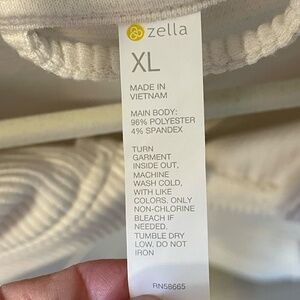 zella
XL
MADE IN
VIETNAM
MAIN BODY:
96% POLYESTER
4% SPANDEX
TURN
GARMENT
INSIDE OUT,
MACHINE
WASH COLD,
WITH LIKE
COLORS. ONLY
NON-CHLORINE
BLEACH IF
NEEDED.
TUMBLE DRY
LOW, DO NOT
IRON
RN58665